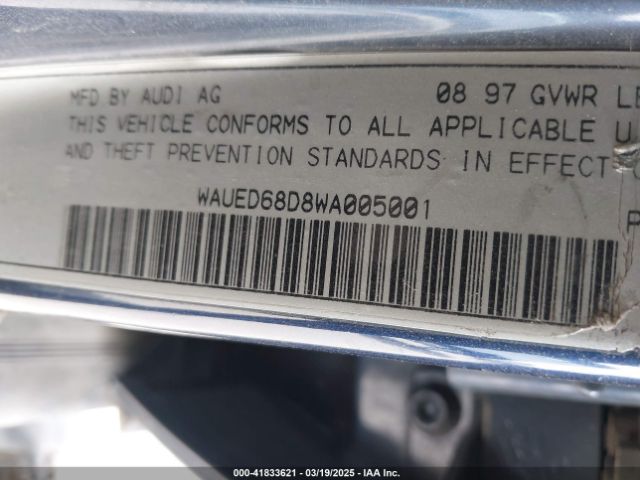 MFD BY AUDI AG 08 97 GVWR
THIS VEHICLE CONFORMS TO ALL APPLICABLE
AND THEFT PREVENTION STANDARDS IN EFFECT
WAUED68D8WA005001
000-41833621 / 03/19/2025 / IAA Inc.